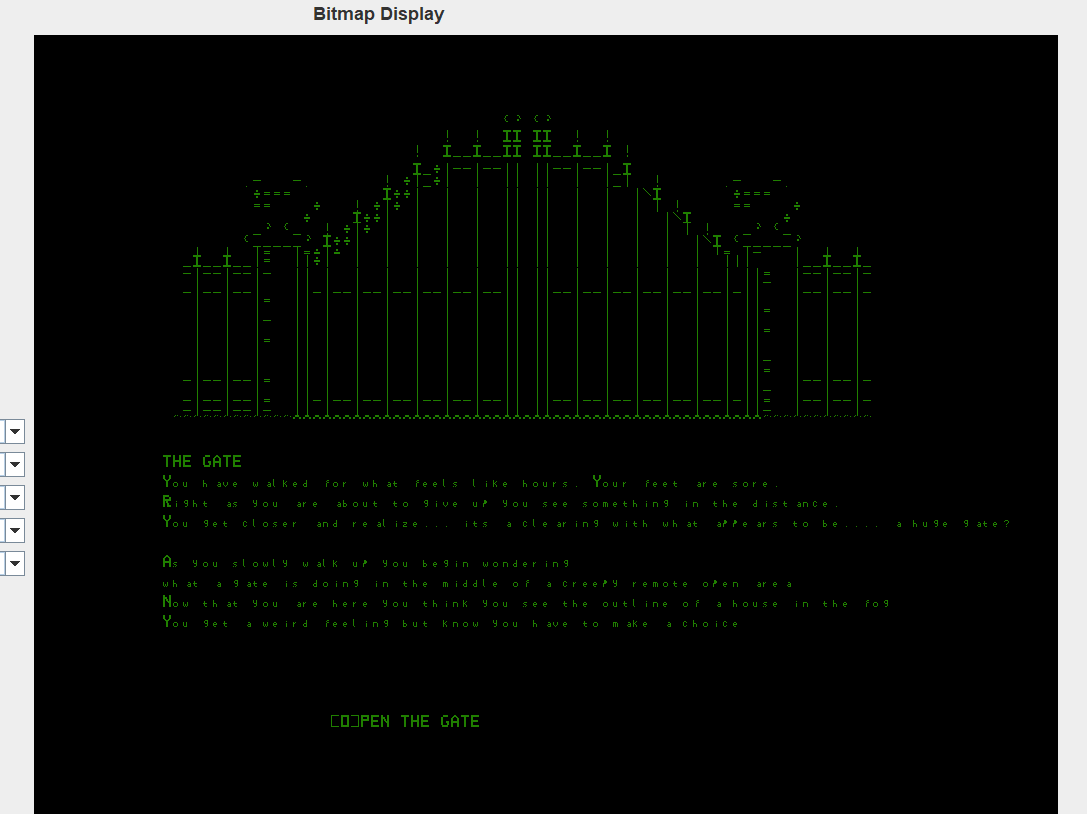 Bitmap Display
THE GATE
You have walked for what feels like hours. Your feet are sore.
Right as you are about to give up you see something in the distance.
You get closer and realize... its a clearing with what appears to be.... a huge gate?
As you slowly walk up you begin wondering
what a gate is doing in the middle of a creepy remote open area
Now that you are here you think you see the outline of a house in the fog
You get a weird feeling but know you have to make a choice
[O]PEN THE GATE